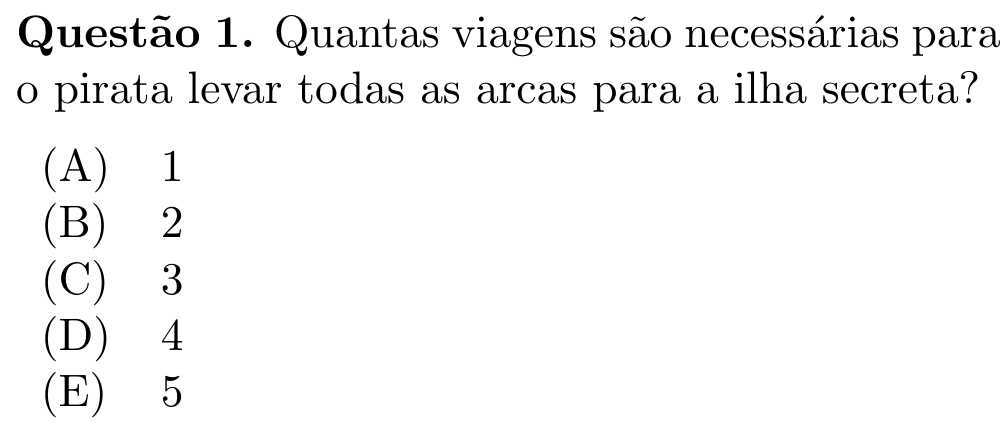 Questão 1. Quantas viagens são necessárias para
o pirata levar todas as arcas para a ilha secreta?
(A) 1
(B) 2
(C) 3
(D) 4
(E) 5